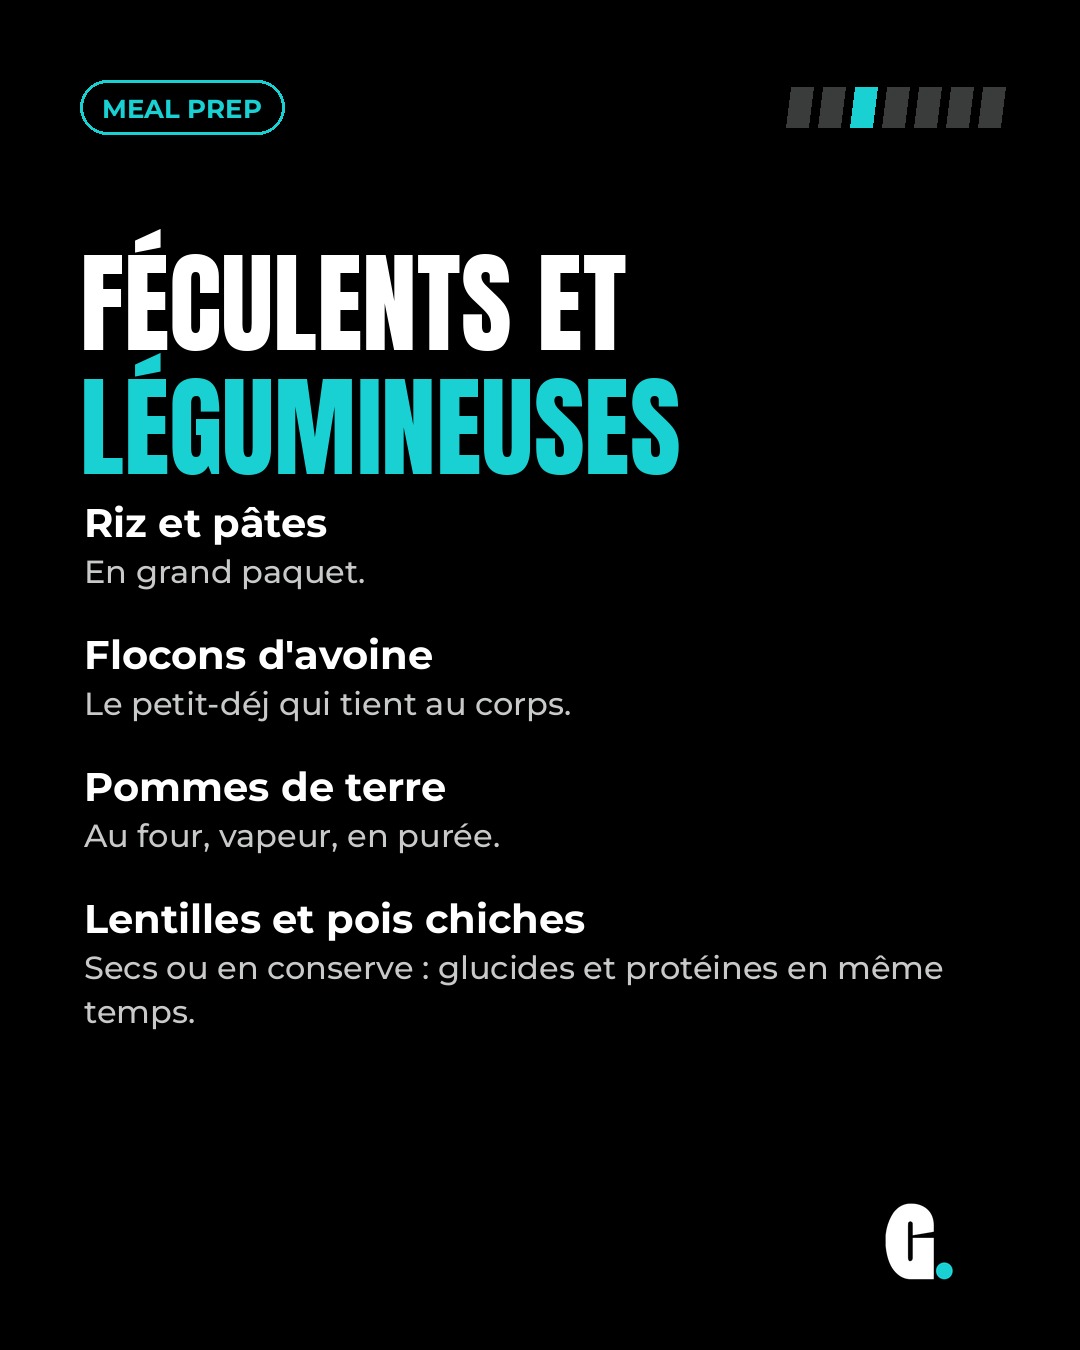 MEAL PREP
FÉCULENTS ET
LÉGUMINEUSES
Riz et pâtes
En grand paquet.
Flocons d'avoine
Le petit-déj qui tient au corps.
Pommes de terre
Au four, vapeur, en purée.
Lentilles et pois chiches
Secs ou en conserve : glucides et protéines en même
temps.
G.